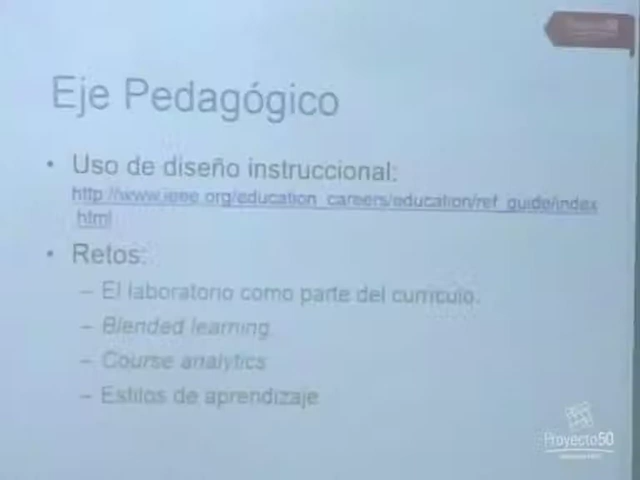 Eje Pedagógico
• Uso de diseño instruccional:
http://www.ieee.org/education_careers/education/ref_guide/index
html
• Retos:
– El laboratorio como parte del curriculo.
– Blended learning
– Course analytics
– Estilos de aprendizaje
Proyecto50